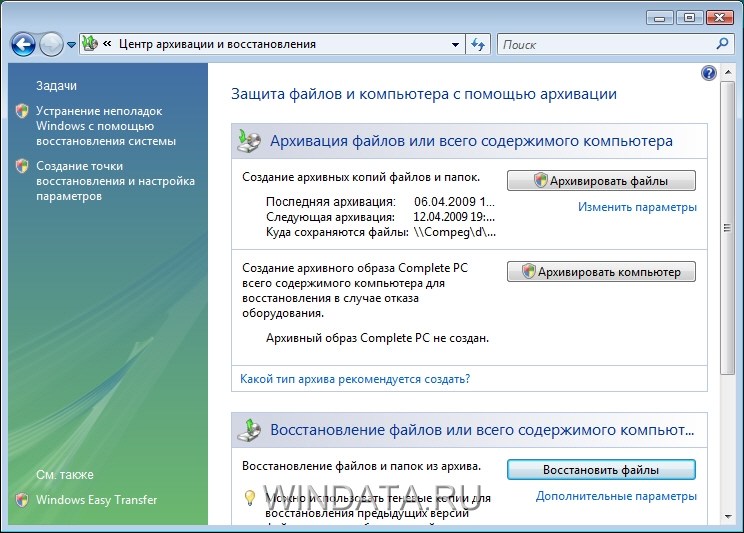 « Центр архивации и восстановления
Поиск
Задачи
Устранение неполадок
Windows с помощью
восстановления системы
Создание точки
восстановления и настройка
параметров
См. также
Windows Easy Transfer
Защита файлов и компьютера с помощью архивации
Архивация файлов или всего содержимого компьютера
Создание архивных копий файлов и папок.
Архивировать файлы
Последняя архивация: 06.04.2009 1...
Изменить параметры
Следующая архивация: 12.04.2009 19:...
Куда сохраняются файлы: \\Compeg\d\...
Создание архивного образа Complete PC
всего содержимого компьютера для
восстановления в случае отказа
оборудования.
Архивировать компьютер
Архивный образ Complete PC не создан.
Какой тип архива рекомендуется создать?
Восстановление файлов или всего содержимого компьют...
Восстановление файлов и папок из архива.
Восстановить файлы
Можно использовать теневые копии для
восстановления предыдущих версий
Дополнительные параметры
WINDATA.RU